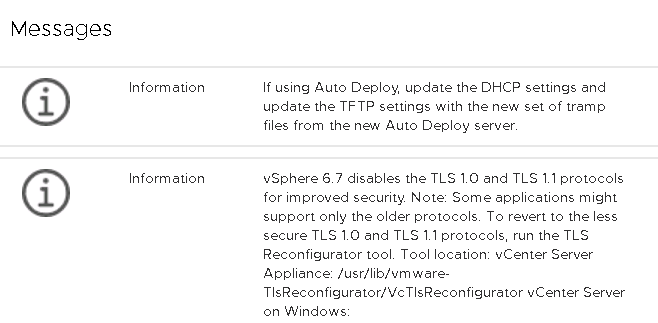 Messages
Information
If using Auto Deploy, update the DHCP settings and
update the TFTP settings with the new set of tramp
files from the new Auto Deploy server.
Information
vSphere 6.7 disables the TLS 1.0 and TLS 1.1 protocols
for improved security. Note: Some applications might
support only the older protocols. To revert to the less
secure TLS 1.0 and TLS 1.1 protocols, run the TLS
Reconfigurator tool. Tool location: vCenter Server
Appliance: /usr/lib/vmware-
TlsReconfigurator/VcTlsReconfigurator vCenter Server
on Windows: